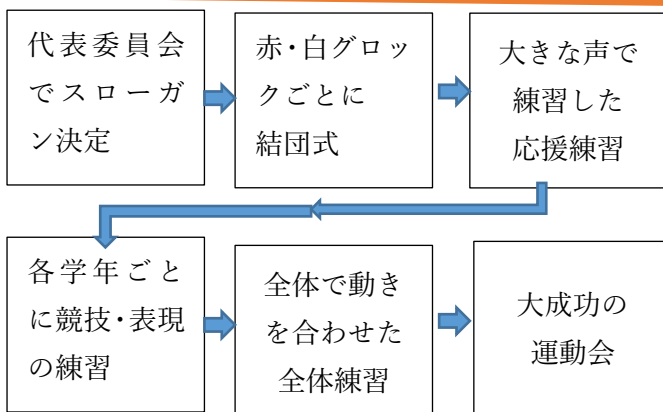 代表委員会
でスローガ
ン決定
赤・白グロッ
クごとに
結団式
大きな声で
練習した
応援練習
各学年ごと
に競技・表現
の練習
全体で動き
を合わせた
全体練習
大成功の
運動会